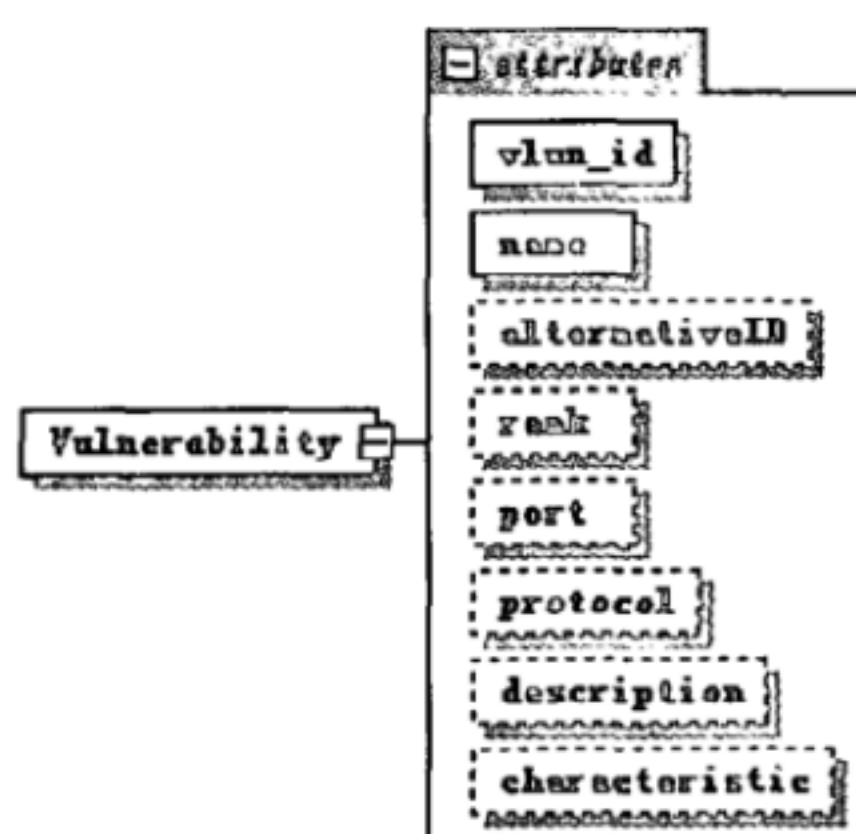 attributes
vlun_id
name
alternativeID
rank
Vulnerability
port
protocol
description
characteristic